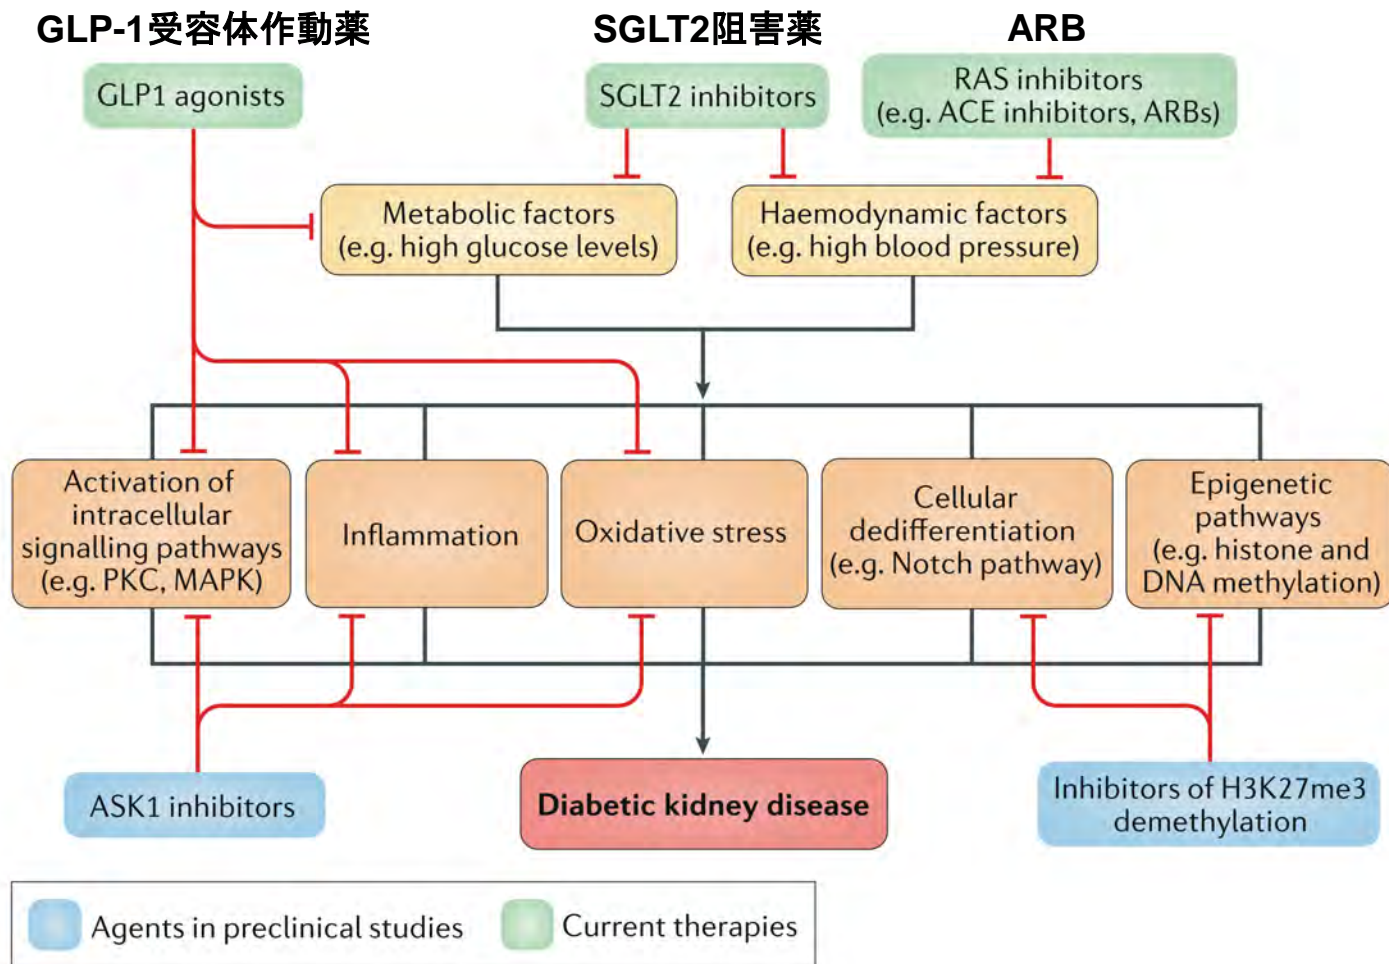 GLP-1受容体作動薬
SGLT2阻害薬
ARB
GLP1 agonists
SGLT2 inhibitors
RAS inhibitors
(e.g. ACE inhibitors, ARBs)
Metabolic factors
(e.g. high glucose levels)
Haemodynamic factors
(e.g. high blood pressure)
Activation of
intracellular
signalling pathways
(e.g. PKC, MAPK)
Inflammation
Oxidative stress
Cellular
dedifferentiation
(e.g. Notch pathway)
Epigenetic
pathways
(e.g. histone and
DNA methylation)
ASK1 inhibitors
Diabetic kidney disease
Inhibitors of H3K27me3
demethylation
Agents in preclinical studies
Current therapies